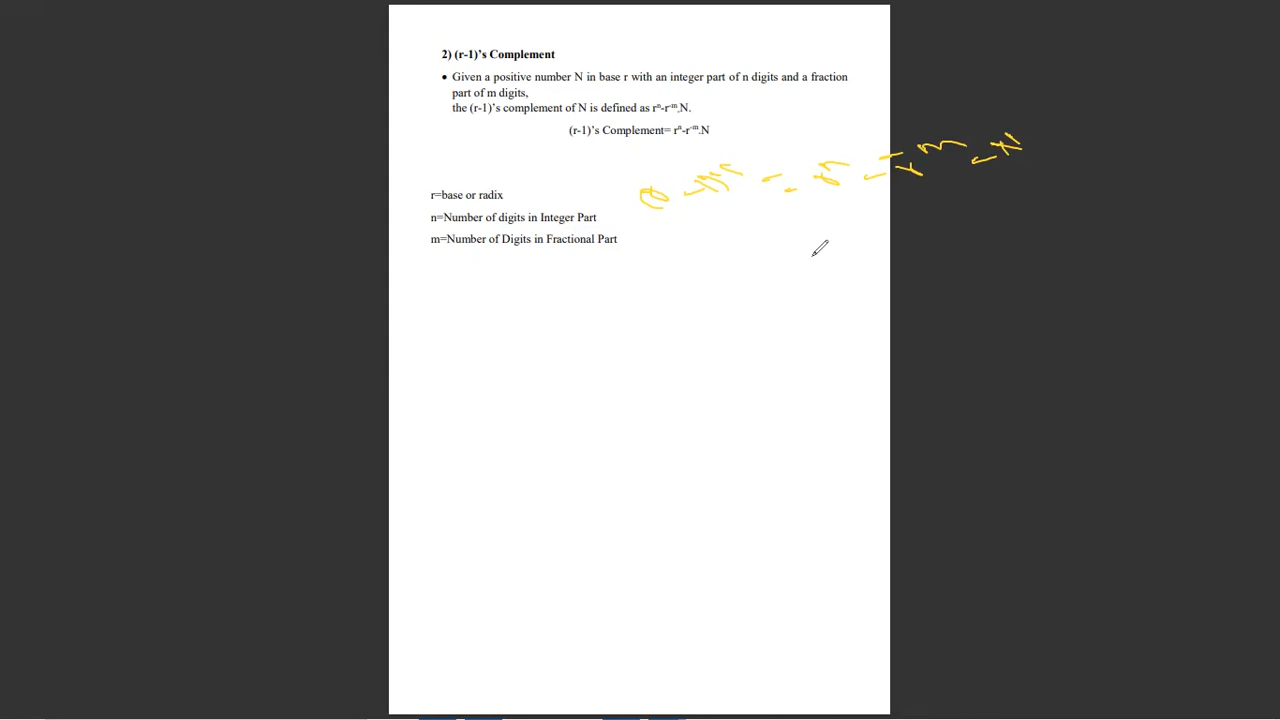 2) (r-1)’s Complement
• Given a positive number N in base r with an integer part of n digits and a fraction
part of m digits,
the (r-1)’s complement of N is defined as rⁿ-r⁻ᵐ.N.
(r-1)’s Complement= rⁿ-r⁻ᵐ.N
r=base or radix
n=Number of digits in Integer Part
m=Number of Digits in Fractional Part